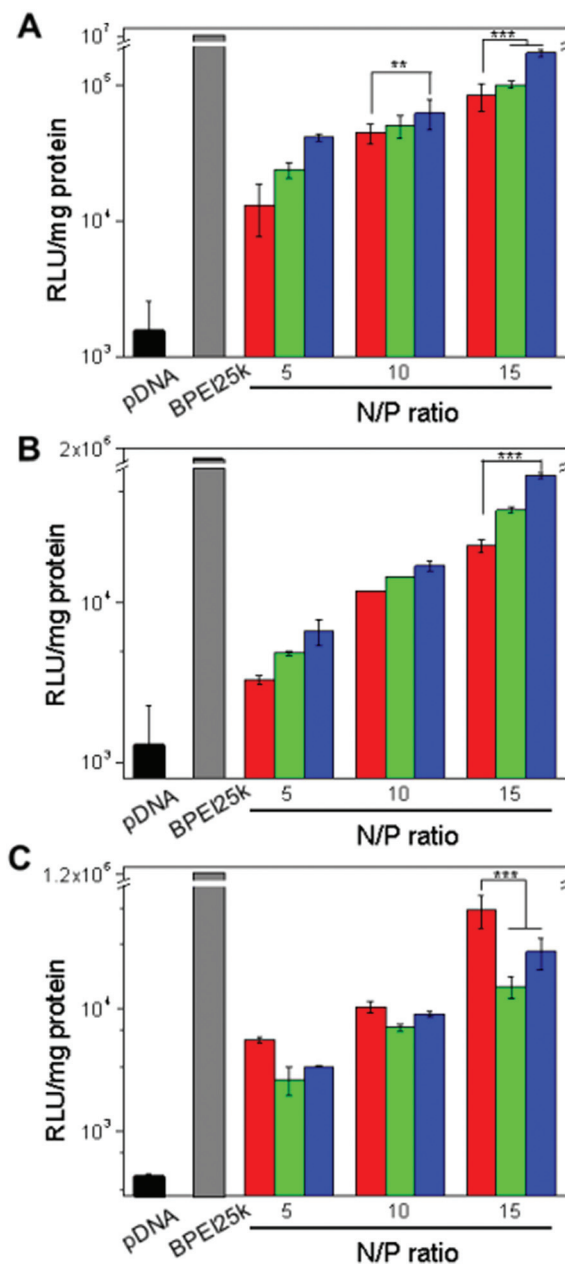 A
10⁷
10⁶
10⁴
10³
RLU/mg protein
**
***
pDNA
BPEI25k
5
10
15
N/P ratio
B
2x10⁶
10⁴
10³
RLU/mg protein
***
pDNA
BPEI25k
5
10
15
N/P ratio
C
1.2x10⁶
10⁴
10³
RLU/mg protein
***
pDNA
BPEI25k
5
10
15
N/P ratio